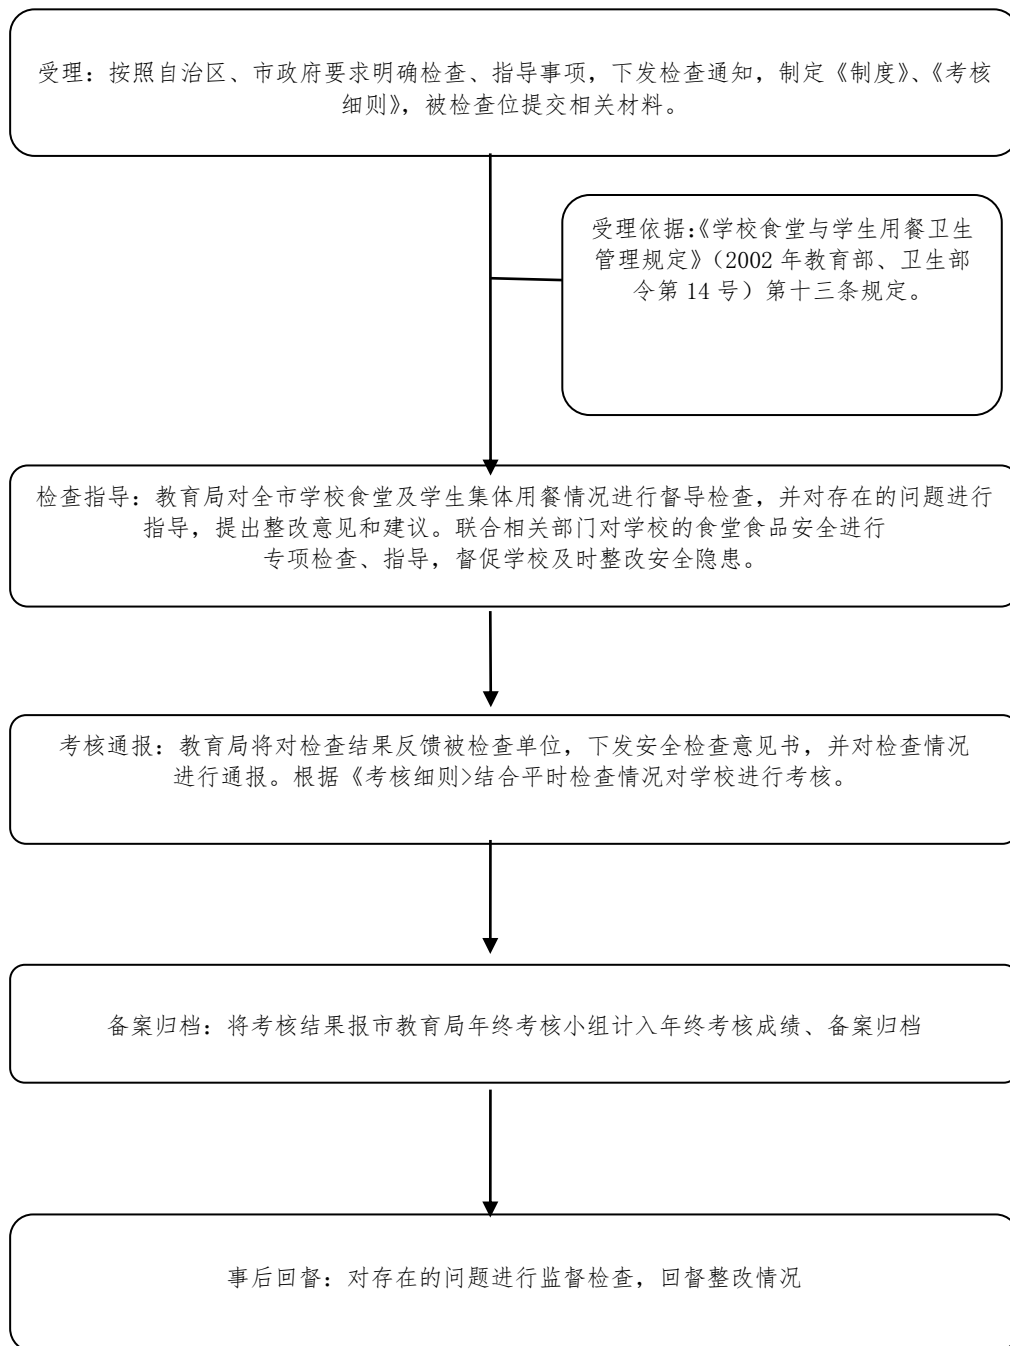 受理：按照自治区、市政府要求明确检查、指导事项，下发检查通知，制定《制度》、《考核
细则》，被检查位提交相关材料。
受理依据：《学校食堂与学生用餐卫生
管理规定》（2002 年教育部、卫生部
令第 14 号）第十三条规定。
检查指导：教育局对全市学校食堂及学生集体用餐情况进行督导检查，并对存在的问题进行
指导，提出整改意见和建议。联合相关部门对学校的食堂食品安全进行
专项检查、指导，督促学校及时整改安全隐患。
考核通报：教育局将对检查结果反馈被检查单位，下发安全检查意见书，并对检查情况
进行通报。根据《考核细则>结合平时检查情况对学校进行考核。
备案归档：将考核结果报市教育局年终考核小组计入年终考核成绩、备案归档
事后回督：对存在的问题进行监督检查，回督整改情况